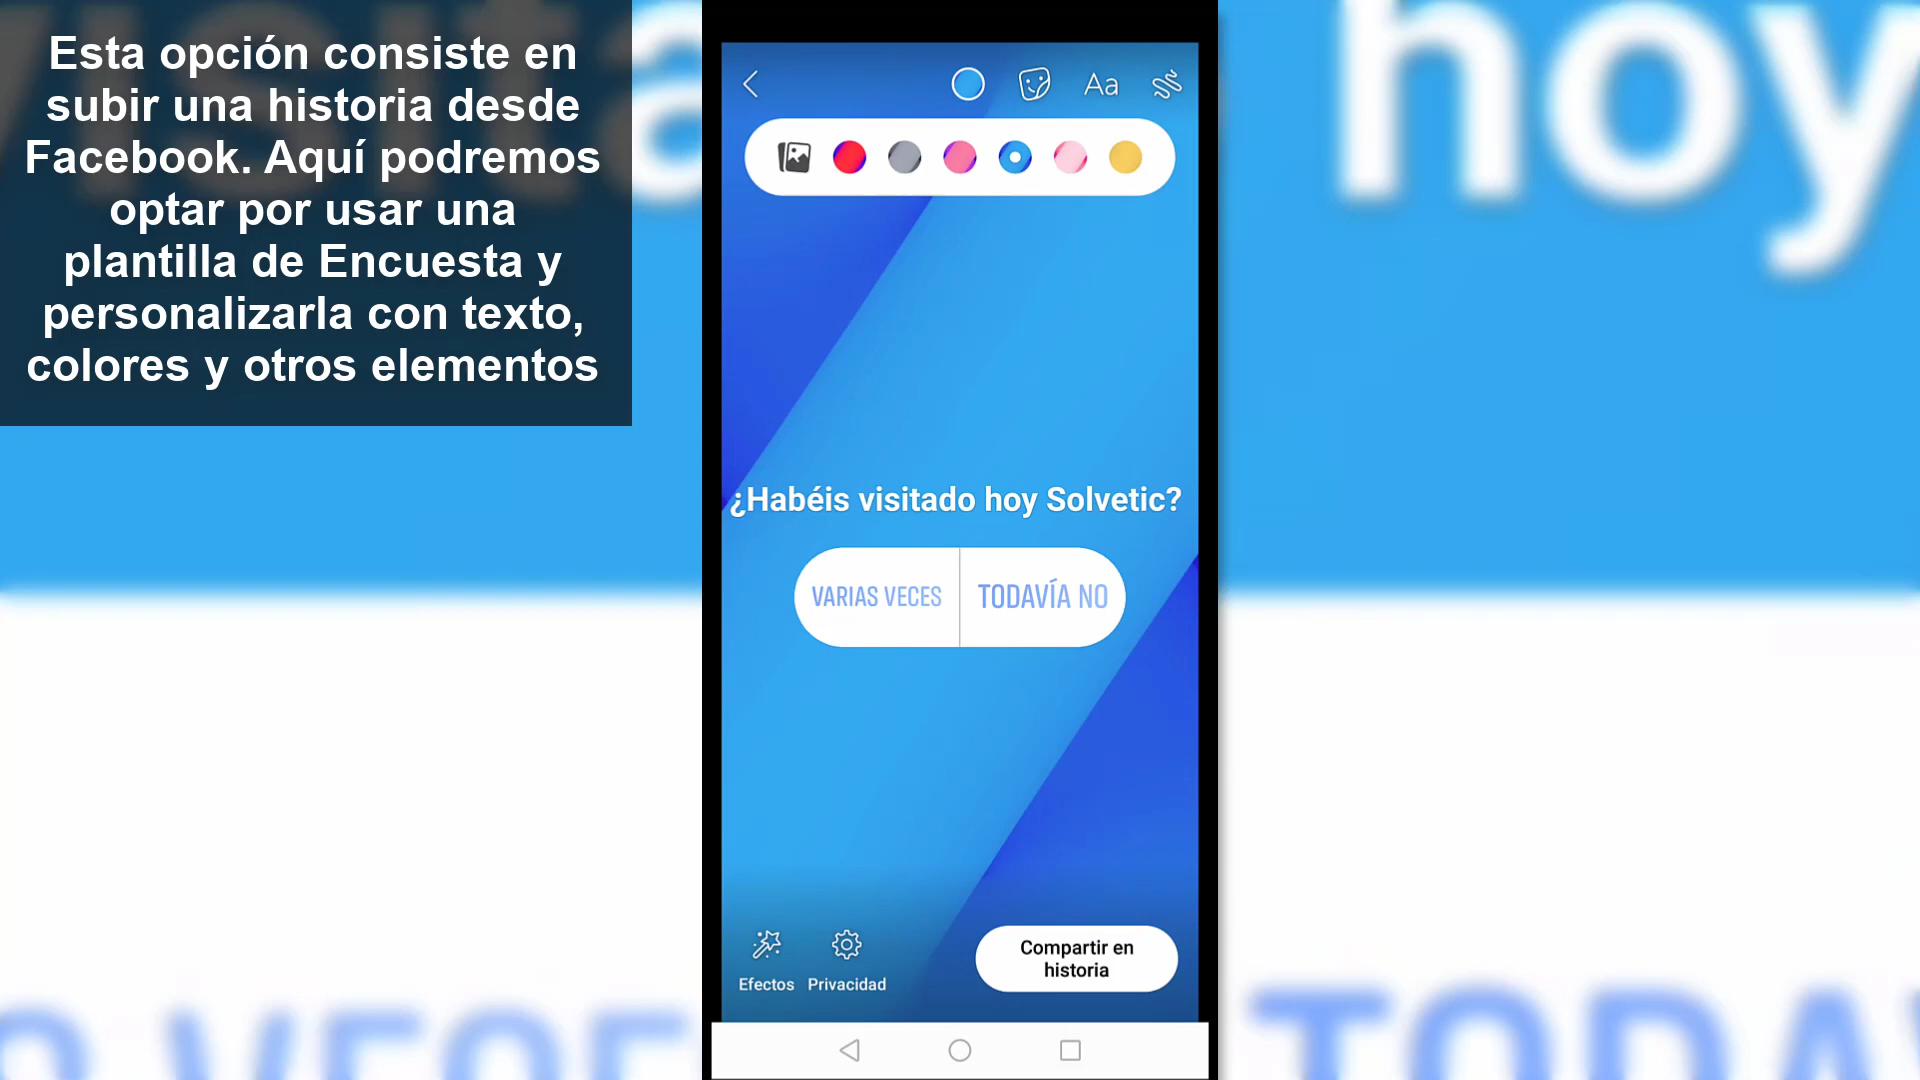 Esta opción consiste en
subir una historia desde
Facebook. Aquí podremos
optar por usar una
plantilla de Encuesta y
personalizarla con texto,
colores y otros elementos
Aa
¿Habéis visitado hoy Solvetic?
VARIAS VECES
TODAVÍA NO
Efectos
Privacidad
Compartir en
historia
hoy